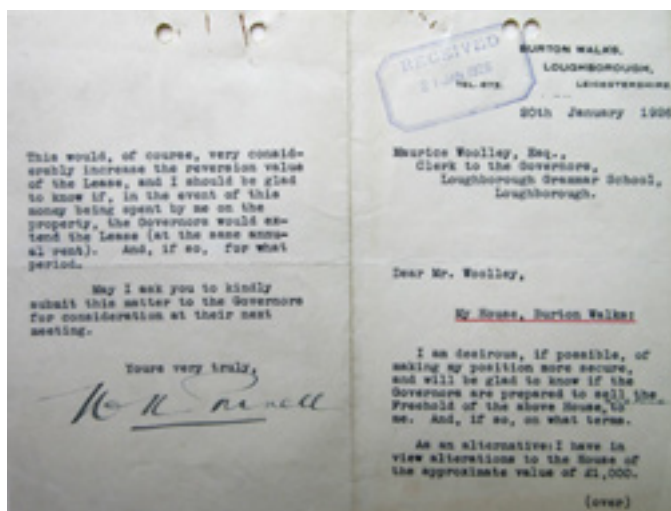 BURTON WALKS,
LOUGHBOROUGH,
LEICESTERSHIRE
TEL.
RECEIVED
20th January 1926
Maurice Woolley, Esq.,
Clerk to the Governors,
Loughborough Grammar School,
Loughborough.
Dear Mr. Woolley,
My House, Burton Walks:
I am desirous, if possible, of
making my position more secure,
and will be glad to know if the
Governors are prepared to sell the
Freehold of the above House, to
me. And, if so, on what terms.
As an alternative: I have in
view alterations to the House of
the approximate value of £1,000.
(over)
This would, of course, very consid-
erably increase the reversion value
of the Lease, and I should be glad
to know if, in the event of this
money being spent by me on the
property, the Governors would ex-
tend the Lease (at the same annu-
al rent). And, if so, for what
period.
May I ask you to kindly
submit this matter to the Governors
for consideration at their next
meeting.
Yours very truly,